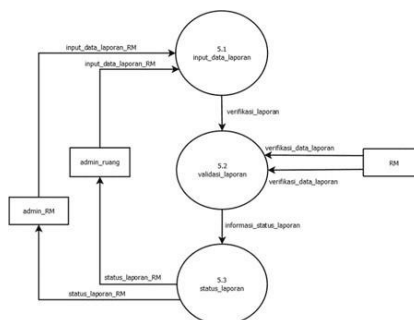 input_data_laporan_RM
5.1
input_data_laporan
input_data_laporan_RM
verifikasi_laporan
verifikasi_data_laporan
admin_ruang
5.2
validasi_laporan
RM
verifikasi_data_laporan
admin_RM
informasi_status_laporan
status_laporan_RM
5.3
status_laporan
status_laporan_RM